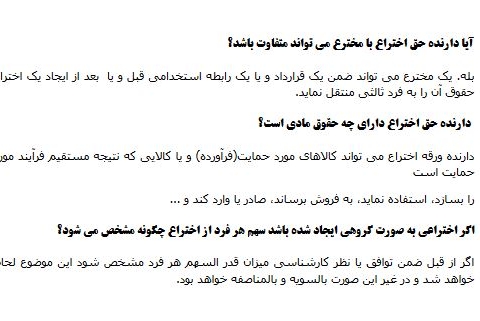 آیا دارنده حق اختراع با مخترع می تواند متفاوت باشد؟
بله. یک مخترع می تواند ضمن یک قرارداد و یا یک رابطه استخدامی قبل و یا بعد از ایجاد یک اخترا
حقوق آن را به فرد ثالثی منتقل نماید.
دارنده حق اختراع دارای چه حقوق مادی است؟
دارنده ورقه اختراع می تواند کالاهای مورد حمایت(فرآورده) و یا کالایی که نتیجه مستقیم فرآیند مور
حمایت است
را بسازد، استفاده نماید، به فروش برساند، صادر یا وارد کند و ...
اگر اختراعی به صورت گروهی ایجاد شده باشد سهم هر فرد از اختراع چگونه مشخص می شود؟
اگر از قبل ضمن توافق یا نظر کارشناسی میزان قدر السهم هر فرد مشخص شود این موضوع لحا
خواهد شد و در غیر این صورت بالسویه و بالمناصفه خواهد بود.